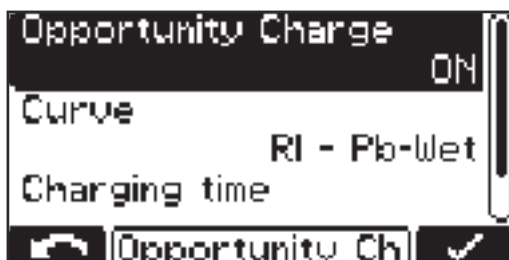 Opportunity Charge
ON
Curve
RI - Pb-Wet
Charging time
Opportunity Ch